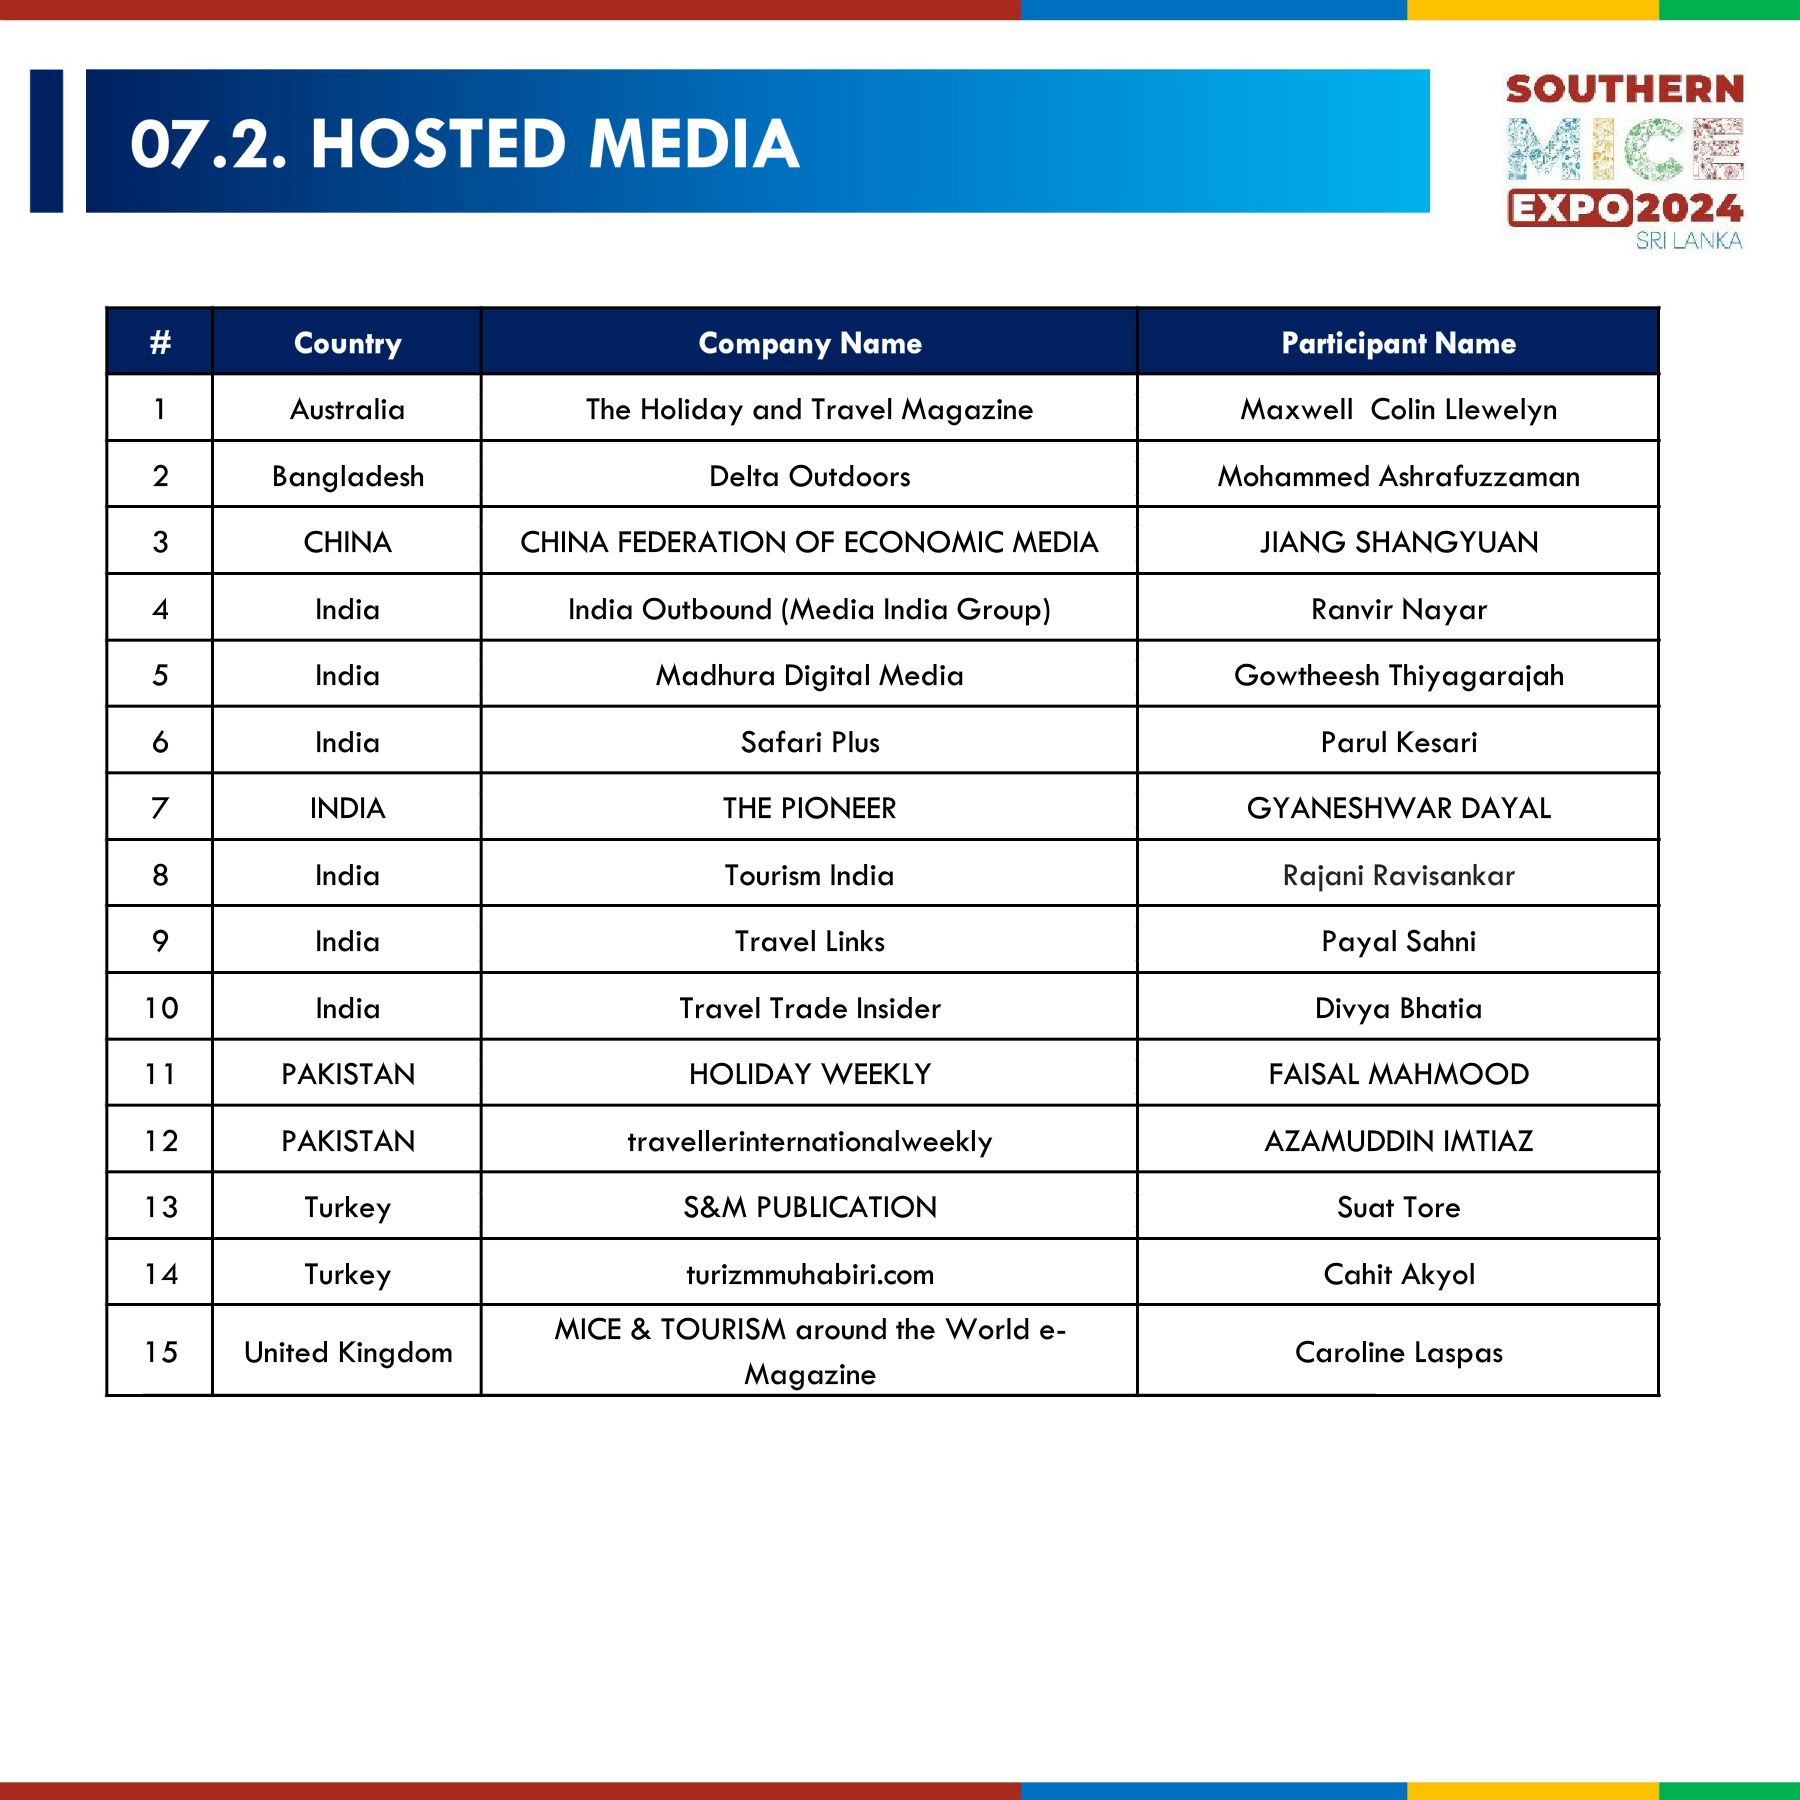 07.2. HOSTED MEDIA
SOUTHERN
MICE
EXPO 2024
SRI LANKA
# Country Company Name Participant Name
1 Australia The Holiday and Travel Magazine Maxwell  Colin Llewelyn
2 Bangladesh Delta Outdoors Mohammed Ashrafuzzaman
3 CHINA CHINA FEDERATION OF ECONOMIC MEDIA JIANG SHANGYUAN
4 India India Outbound (Media India Group) Ranvir Nayar
5 India Madhura Digital Media Gowtheesh Thiyagarajah
6 India Safari Plus Parul Kesari
7 INDIA THE PIONEER GYANESHWAR DAYAL
8 India Tourism India Rajani Ravisankar
9 India Travel Links Payal Sahni
10 India Travel Trade Insider Divya Bhatia
11 PAKISTAN HOLIDAY WEEKLY FAISAL MAHMOOD
12 PAKISTAN travellerinternationalweekly AZAMUDDIN IMTIAZ
13 Turkey S&M PUBLICATION Suat Tore
14 Turkey turizmmuhabiri.com Cahit Akyol
15 United Kingdom MICE & TOURISM around the World e-
Magazine Caroline Laspas